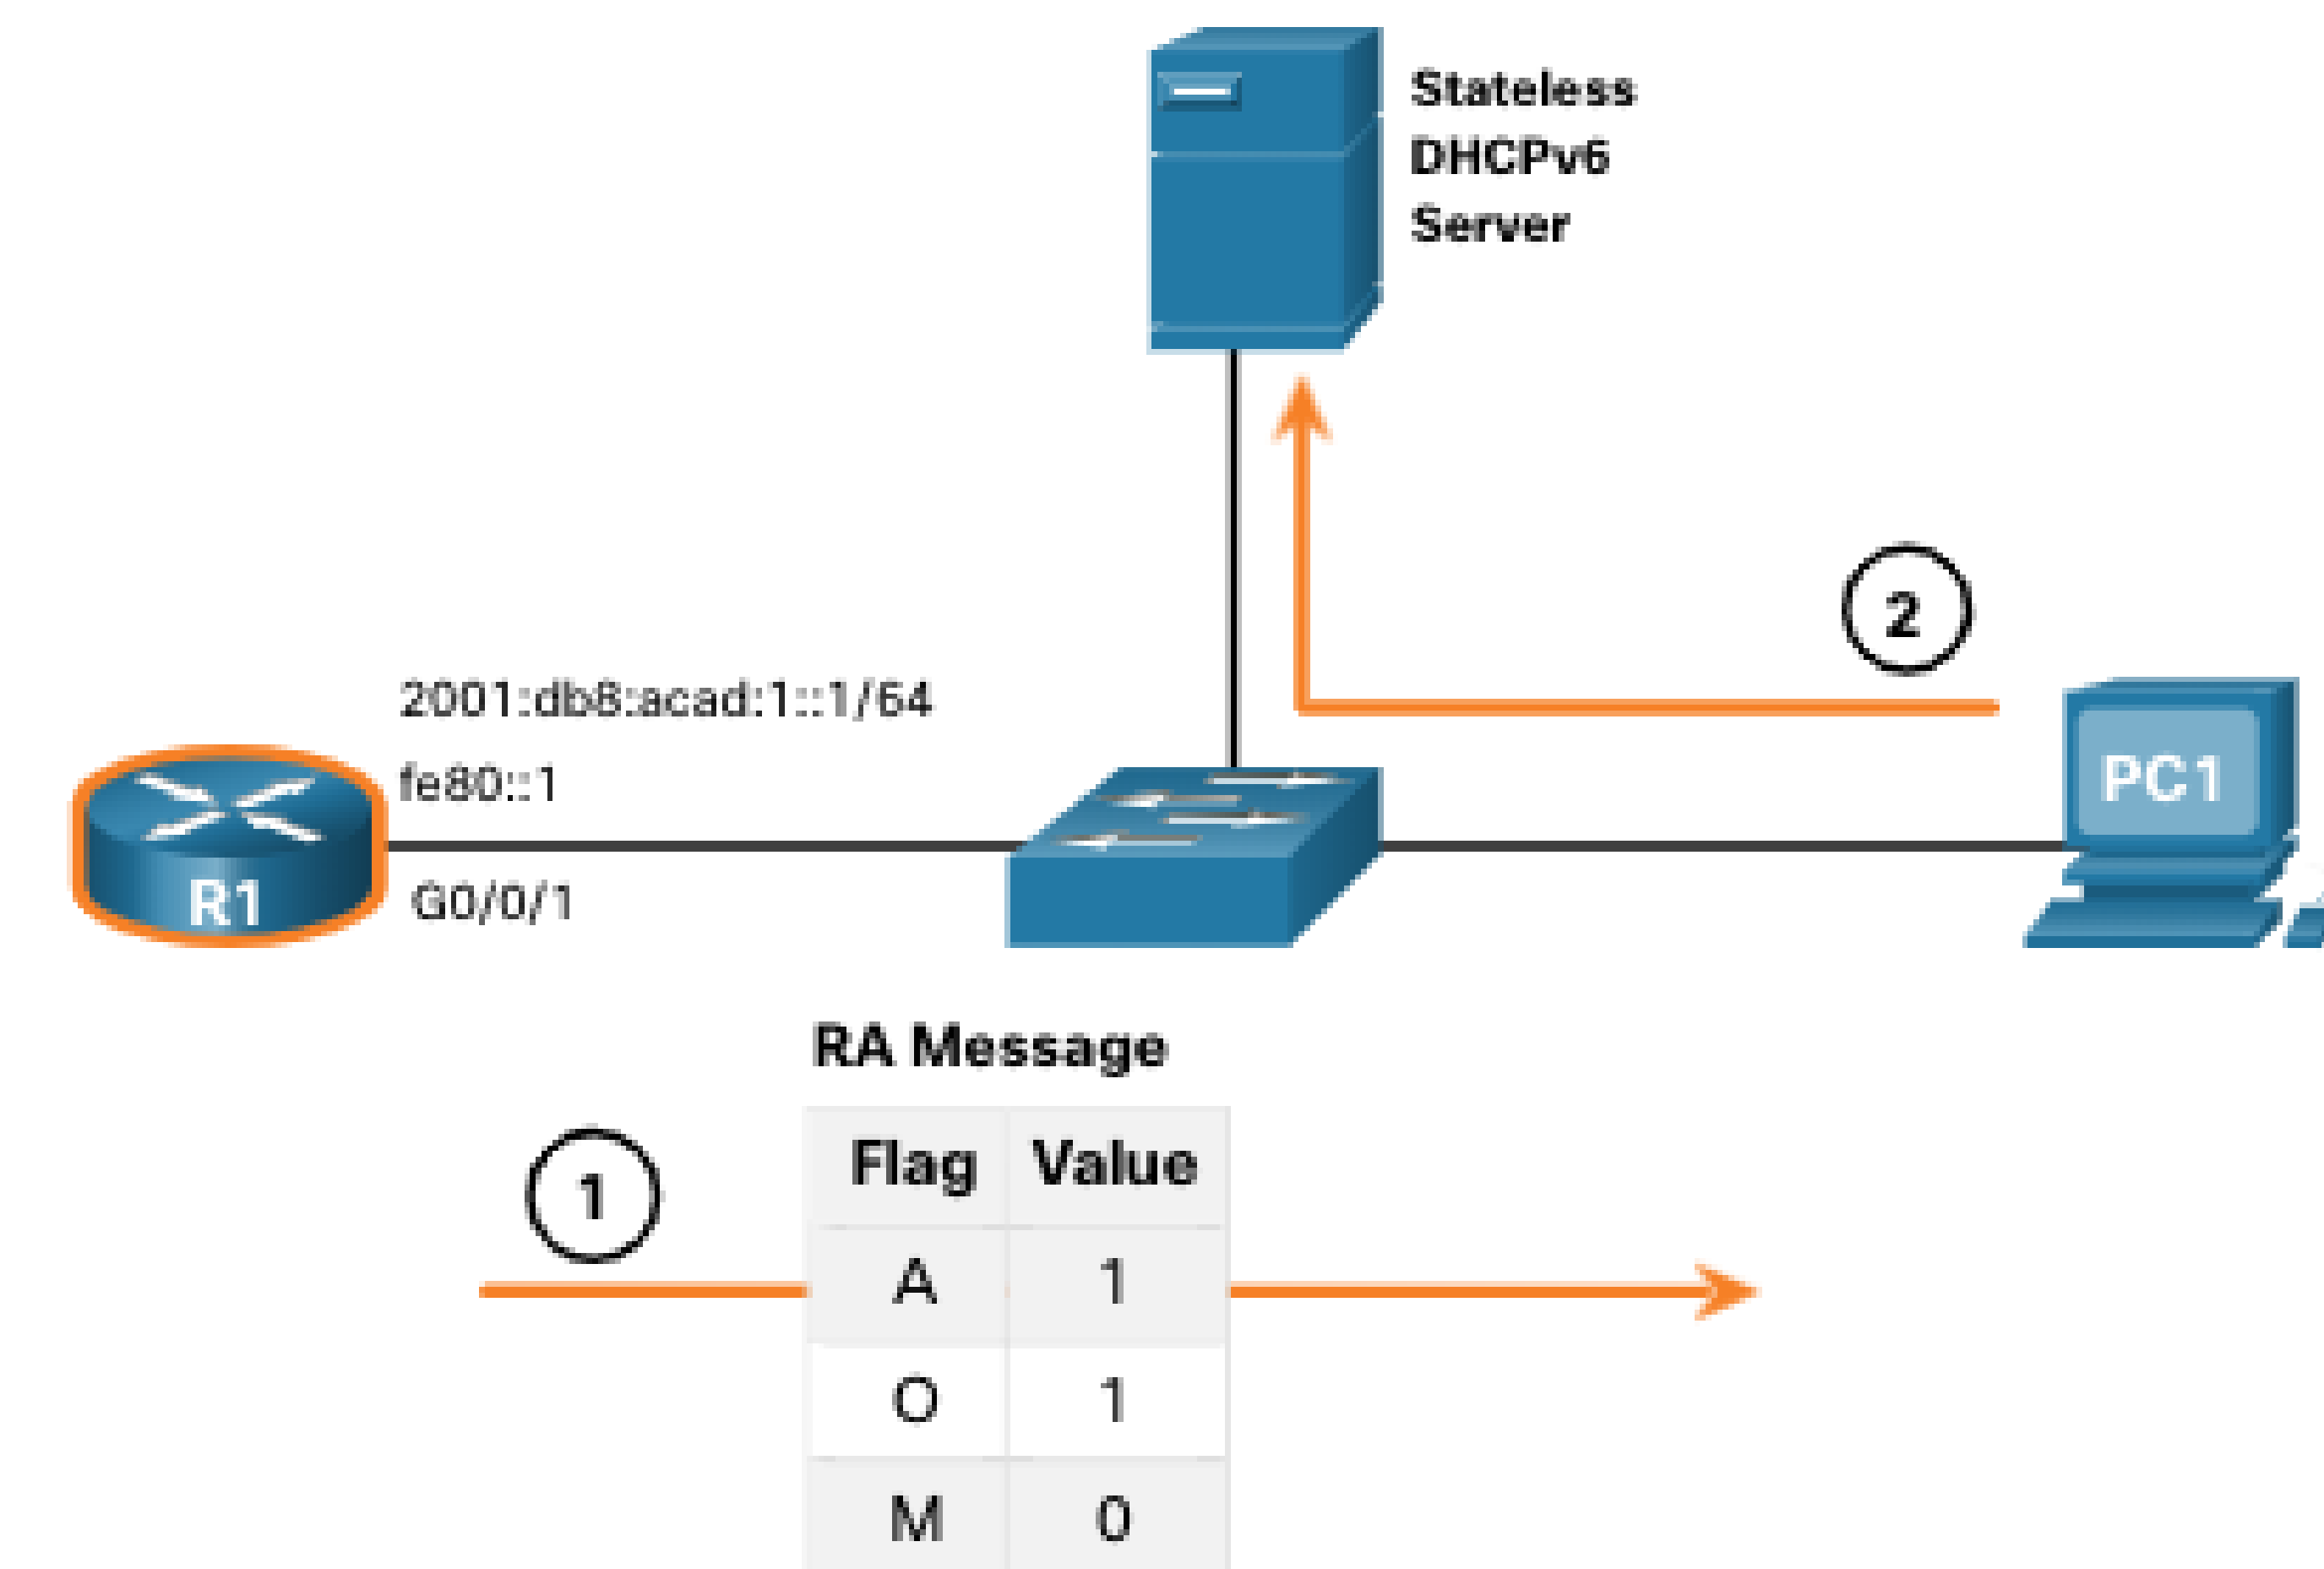 Stateless
DHCPv6
Server
2
2001:db8:acad:1::1/64
fe80::1
PC1
R1
G0/0/1
RA Message
1
Flag Value
A 1
O 1
M 0